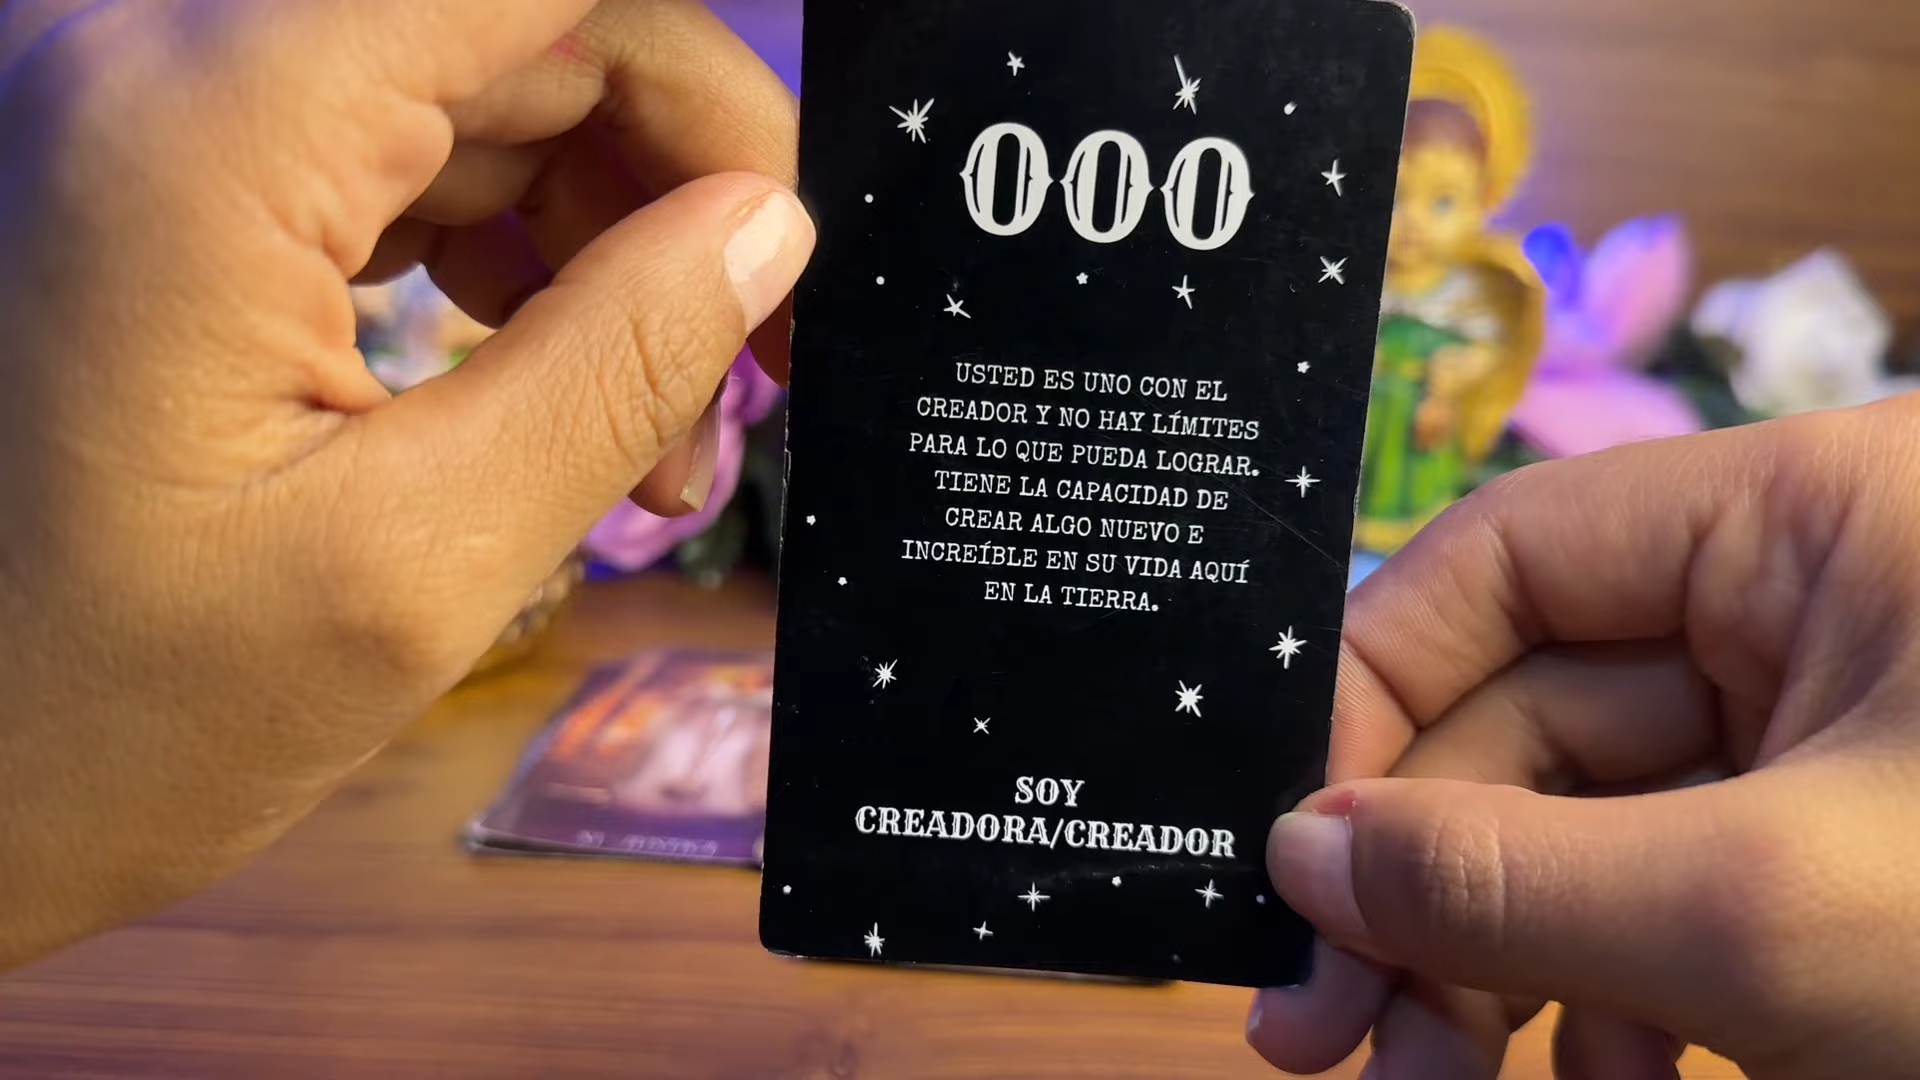 000
USTED ES UNO CON EL
CREADOR Y NO HAY LÍMITES
PARA LO QUE PUEDA LOGRAR.
TIENE LA CAPACIDAD DE
CREAR ALGO NUEVO E
INCREÍBLE EN SU VIDA AQUÍ
EN LA TIERRA.
SOY
CREADORA/CREADOR